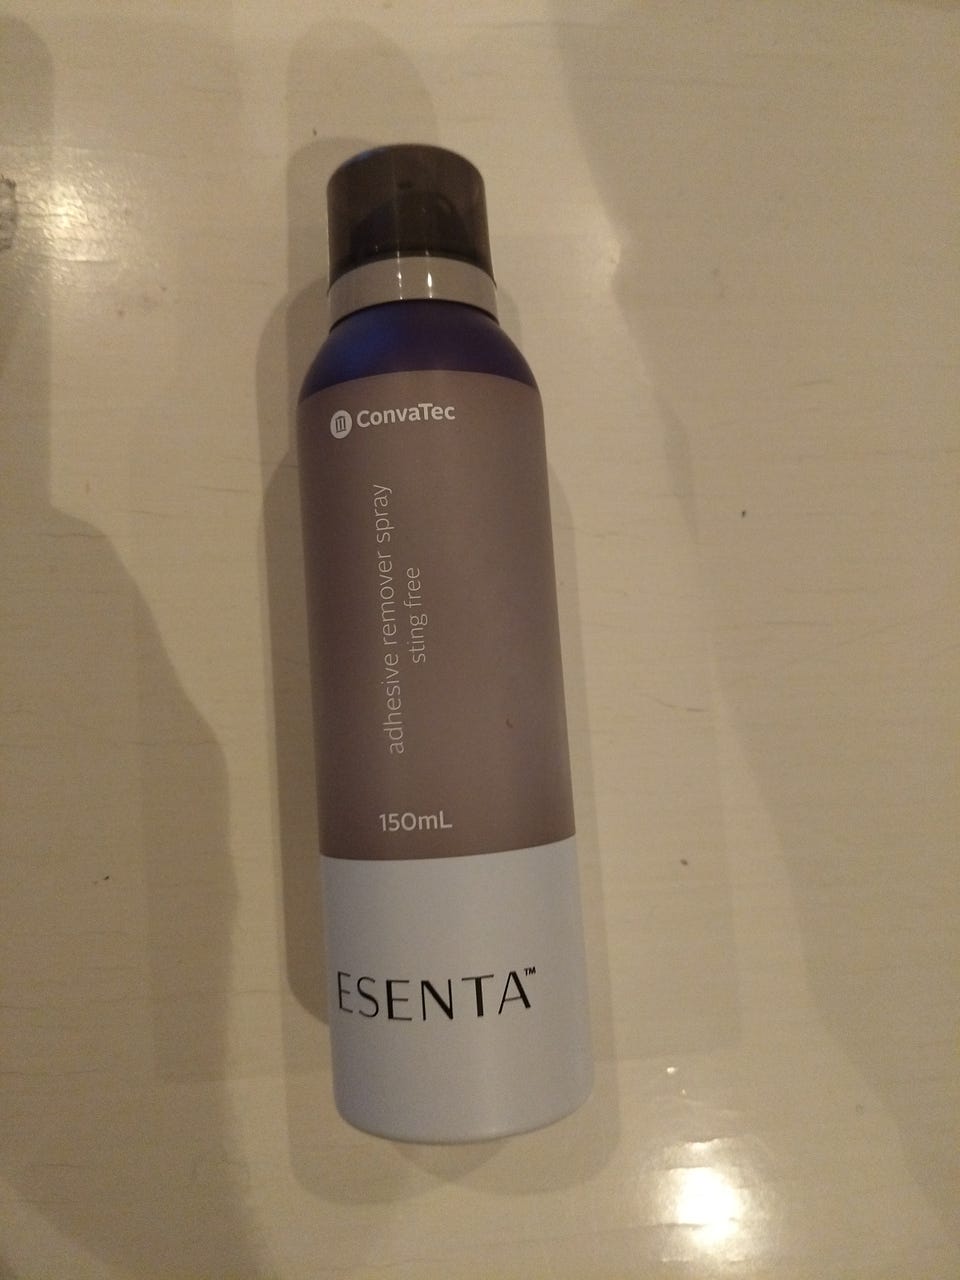 ConvaTec
adhesive remover spray
sting free
150mL
ESENTA™